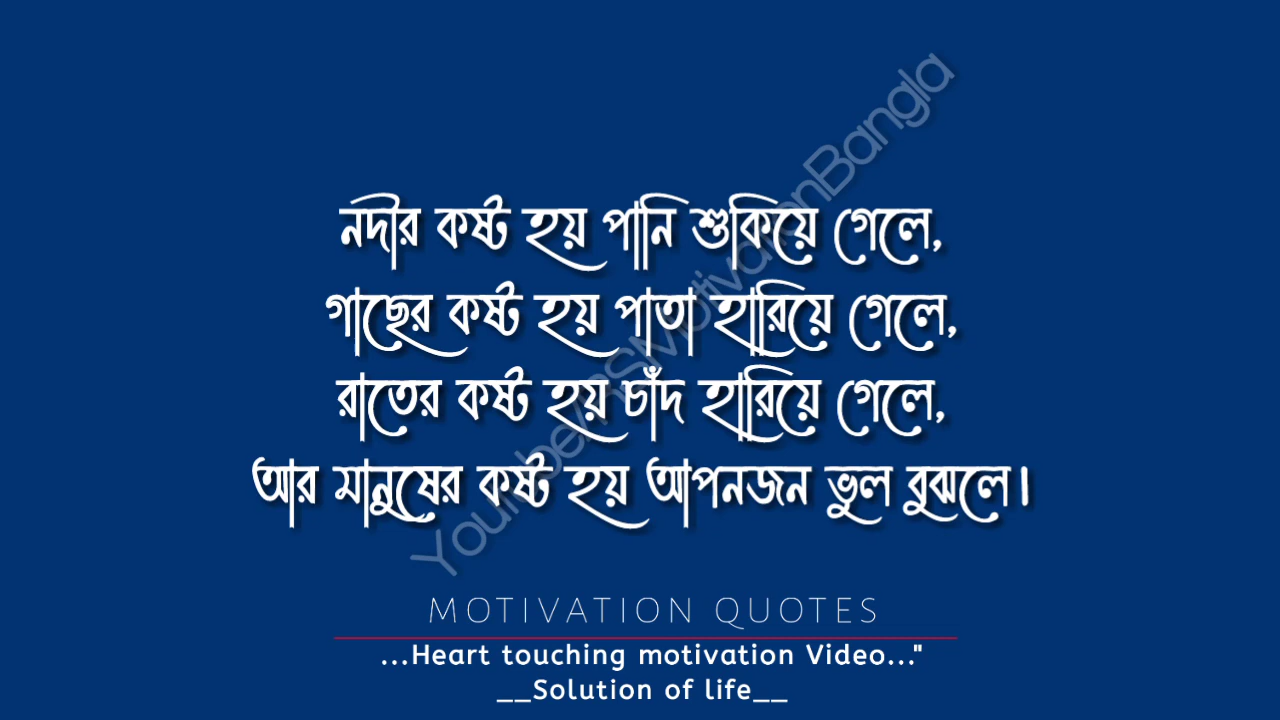 নদীর কষ্ট হয় পানি শুকিয়ে গেলে,
গাছের কষ্ট হয় পাতা হারিয়ে গেলে,
রাতের কষ্ট হয় চাঁদ হারিয়ে গেলে,
আর মানুষের কষ্ট হয় আপনজন ভুল বুঝলে।
MOTIVATION QUOTES
...Heart touching motivation Video..."
__Solution of life__